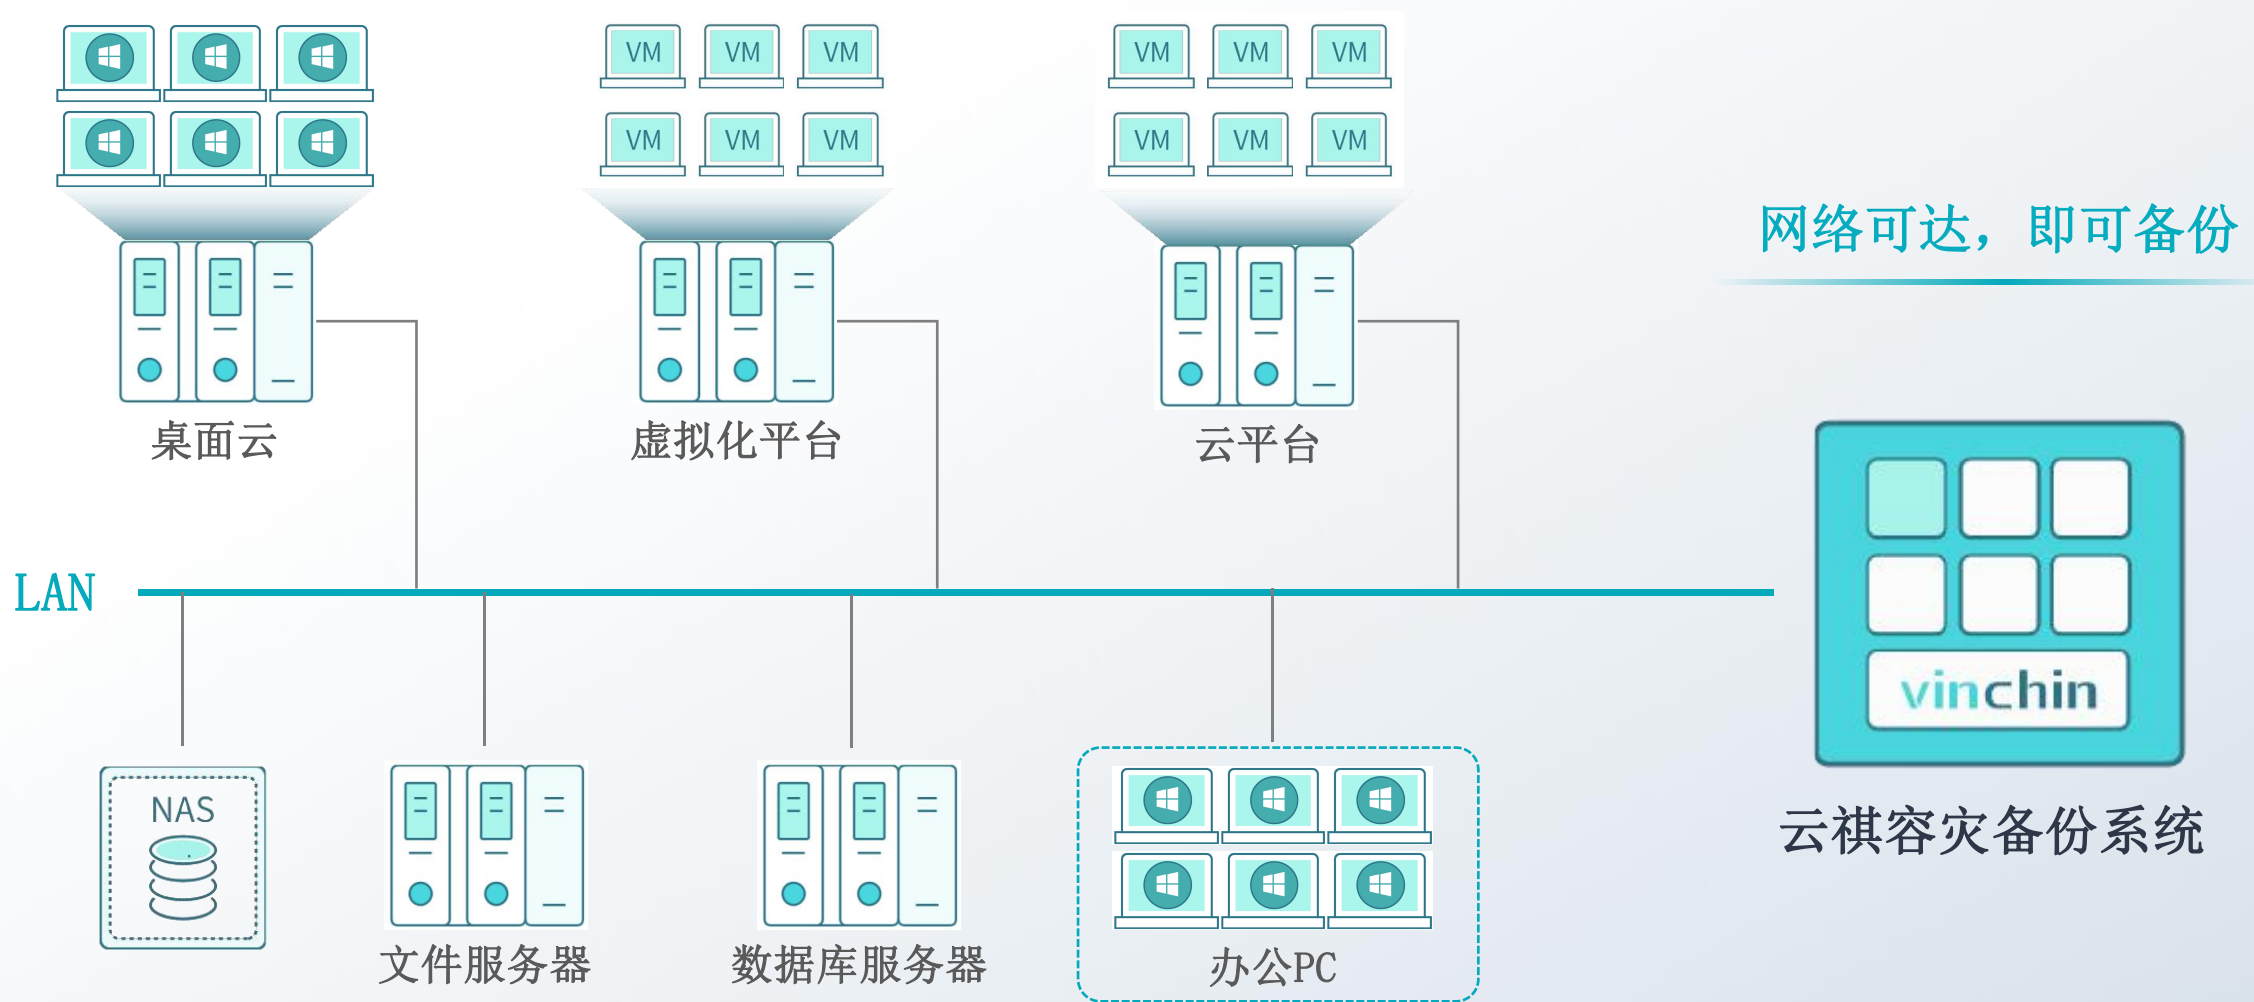 VM VM VM
VM VM VM
VM VM VM
VM VM VM
网络可达，即可备份
桌面云
虚拟化平台
云平台
LAN
vinchin
云祺容灾备份系统
NAS
文件服务器
数据库服务器
办公PC